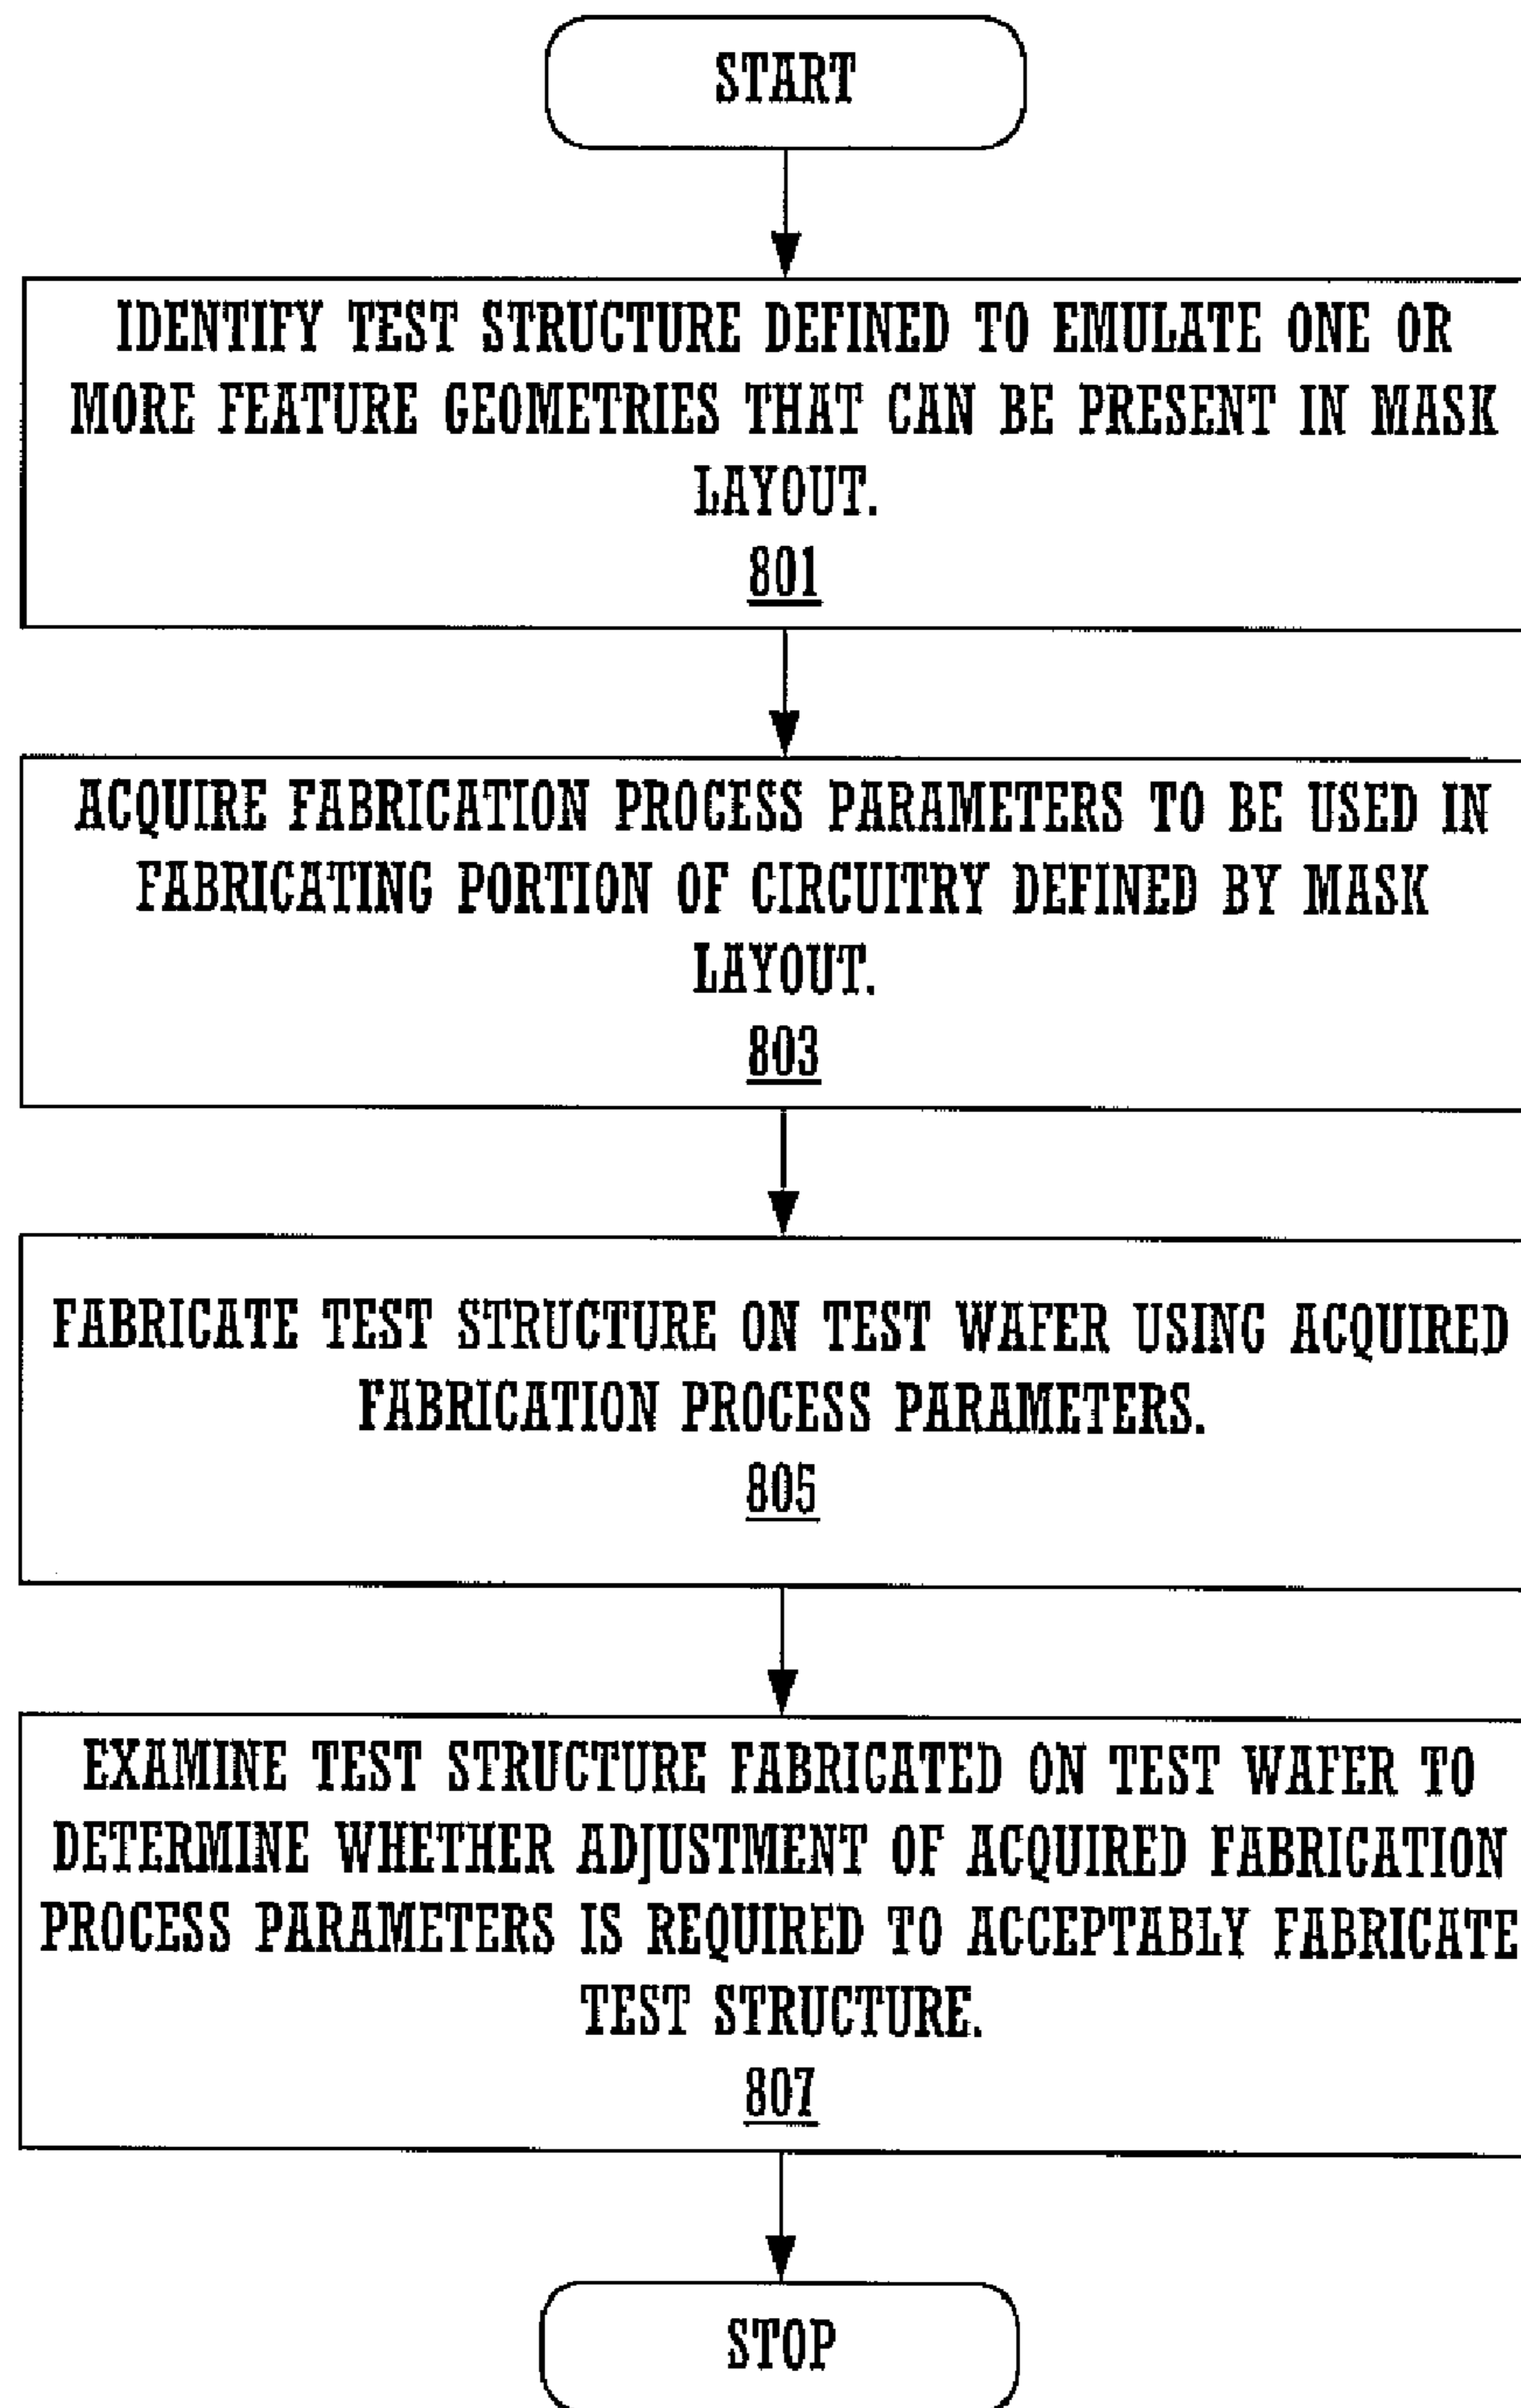 START
IDENTIFY TEST STRUCTURE DEFINED TO EMULATE ONE OR
MORE FEATURE GEOMETRIES THAT CAN BE PRESENT IN MASK
LAYOUT.
801
ACQUIRE FABRICATION PROCESS PARAMETERS TO BE USED IN
FABRICATING PORTION OF CIRCUITRY DEFINED BY MASK
LAYOUT.
803
FABRICATE TEST STRUCTURE ON TEST WAFER USING ACQUIRED
FABRICATION PROCESS PARAMETERS.
805
EXAMINE TEST STRUCTURE FABRICATED ON TEST WAFER TO
DETERMINE WHETHER ADJUSTMENT OF ACQUIRED FABRICATION
PROCESS PARAMETERS IS REQUIRED TO ACCEPTABLY FABRICATE
TEST STRUCTURE.
807
STOP